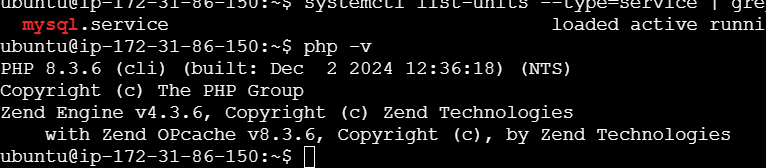 ubuntu@ip-172-31-86-150:~$ systemctl list-units --type=service | gre
mysql.service loaded active runni
ubuntu@ip-172-31-86-150:~$ php -v
PHP 8.3.6 (cli) (built: Dec  2 2024 12:36:18) (NTS)
Copyright (c) The PHP Group
Zend Engine v4.3.6, Copyright (c) Zend Technologies
    with Zend OPcache v8.3.6, Copyright (c), by Zend Technologies
ubuntu@ip-172-31-86-150:~$